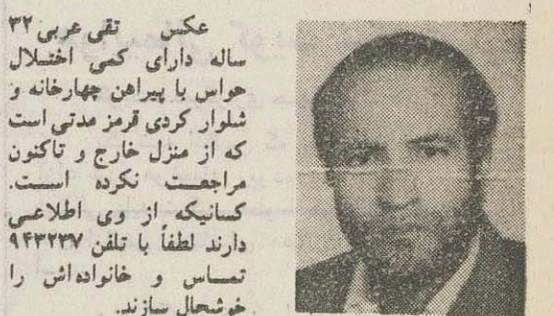 عکس تقی عربی ۳۲
ساله دارای کمی اختـلال
حواس با پیراهن چهارخانه و
شلوار کردی قرمز مدتی است
که از منزل خارج و تاکنون
مراجعت نکرده است.
کسانیکه از وی اطلاعی
دارند لطفاً با تلفن ۹۴۳۲۳۷
تماس و خانواده‌اش را
خوشحال سازند.